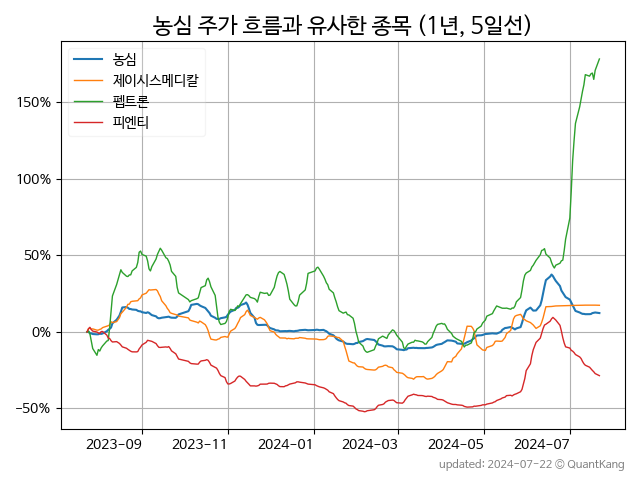 농심 주가 흐름과 유사한 종목 (1년, 5일선)
농심
제이시스메디칼
펩트론
피엔티
150%
100%
50%
0%
−50%
2023-09 2023-11 2024-01 2024-03 2024-05 2024-07
updated: 2024-07-22 © QuantKang